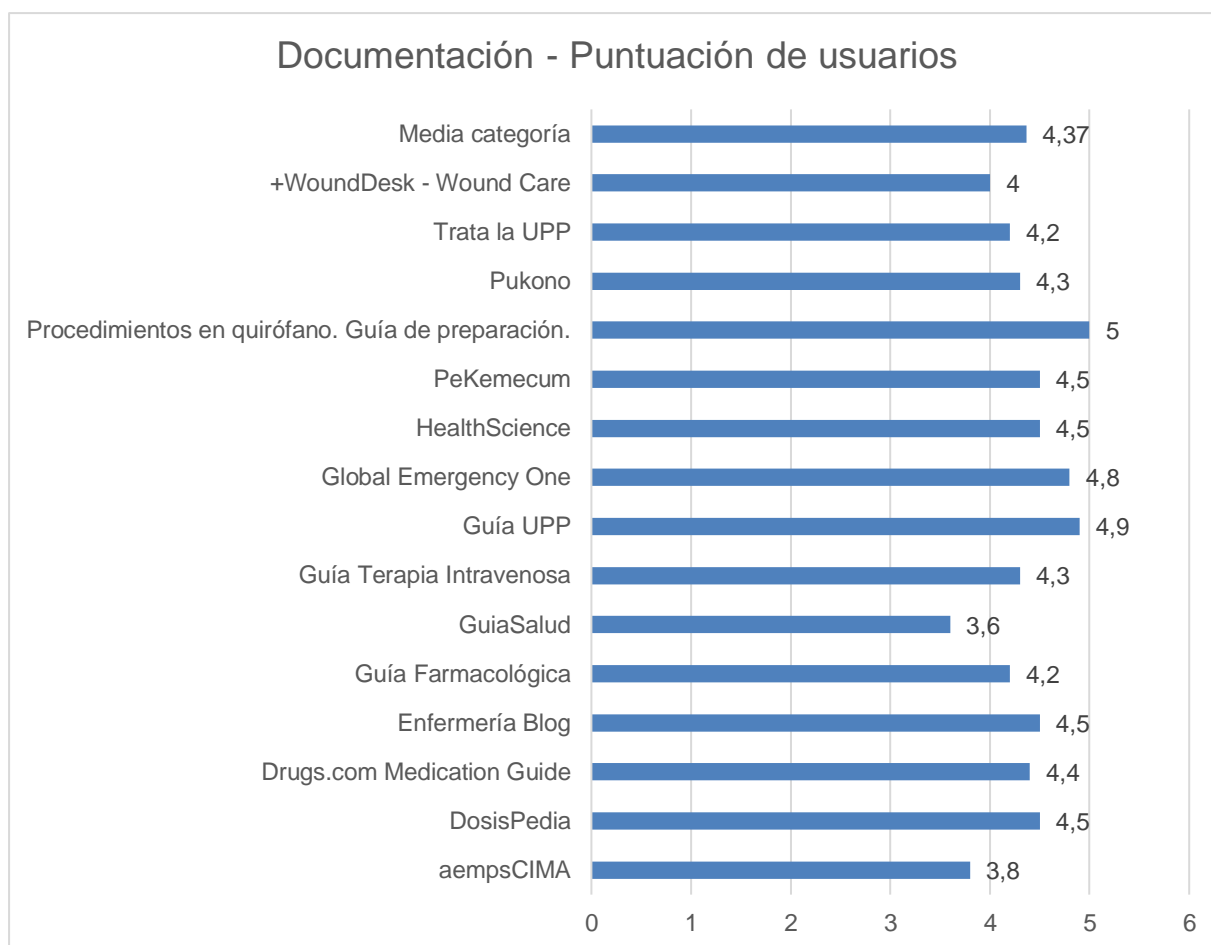 Documentación - Puntuación de usuarios
Media categoría 4,37
+WoundDesk - Wound Care 4
Trata la UPP 4,2
Pukono 4,3
Procedimientos en quirófano. Guía de preparación. 5
PeKemecum 4,5
HealthScience 4,5
Global Emergency One 4,8
Guía UPP 4,9
Guía Terapia Intravenosa 4,3
GuiaSalud 3,6
Guía Farmacológica 4,2
Enfermería Blog 4,5
Drugs.com Medication Guide 4,4
DosisPedia 4,5
aempsCIMA 3,8
0 1 2 3 4 5 6